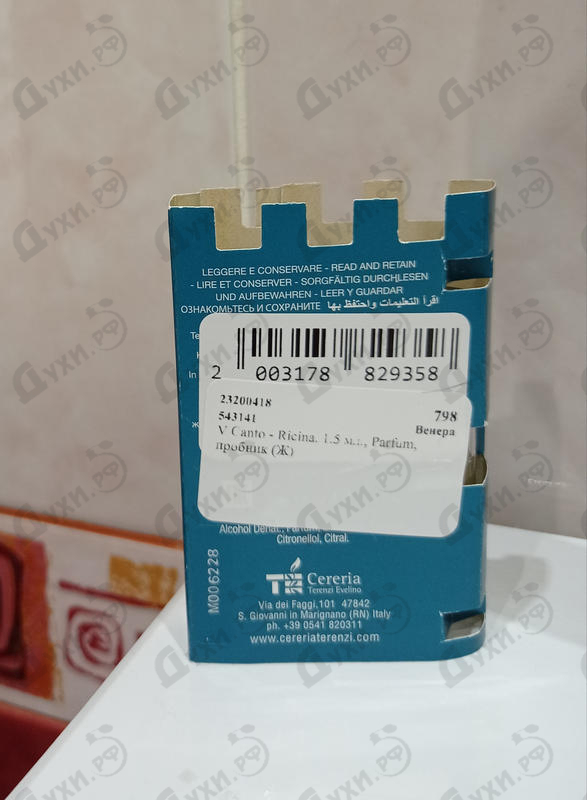 LEGGERE E CONSERVARE - READ AND RETAIN
- LIRE ET CONSERVER - SORGFÄLTIG DURCHLESEN
UND AUFBEWAHREN - LEER Y GUARDAR
ОЗНАКОМЬТЕСЬ И СОХРАНИТЕ اقرأ التعليمات واحتفظ بها
2 003178 829358
23200418
543141 798
V Canto - Ricina. 1.5 мл., Parfum, Венера
пробник (Ж)
Alcohol Denat., Parfum,
Citronellol, Citral.
M006228
Cereria
Terenzi Evelino
Via dei Faggi,101 47842
S. Giovanni in Marignano (RN) Italy
ph. +39 0541 820311
www.cereriaterenzi.com
Духи.рф